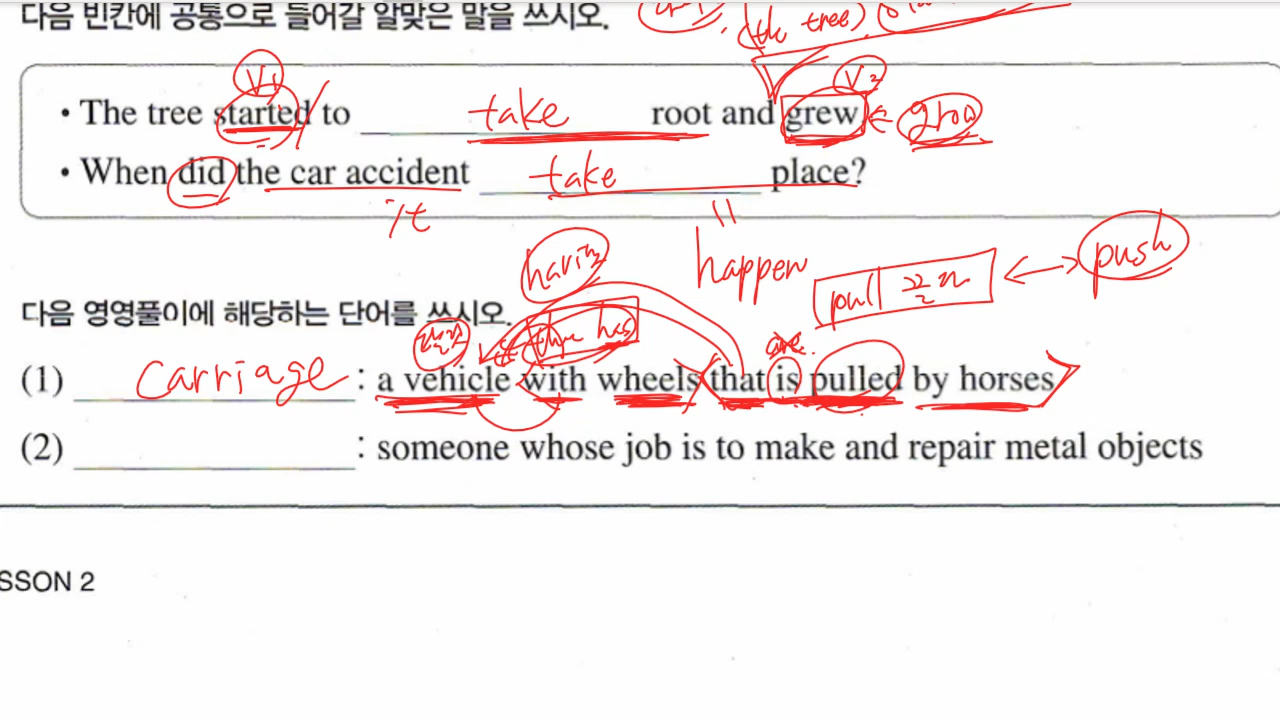 다음 빈칸에 공통으로 들어갈 알맞은 말을 쓰시오.
(the tree),
V1 V2
• The tree started to take root and grew ← grow
• When did the car accident take place?
it
=
happen
having
pull ↔ push
다음 영영풀이에 해당하는 단어를 쓰시오.
has
are
(1) carriage : a vehicle with wheels that is pulled by horses
(2) : someone whose job is to make and repair metal objects
SSON 2